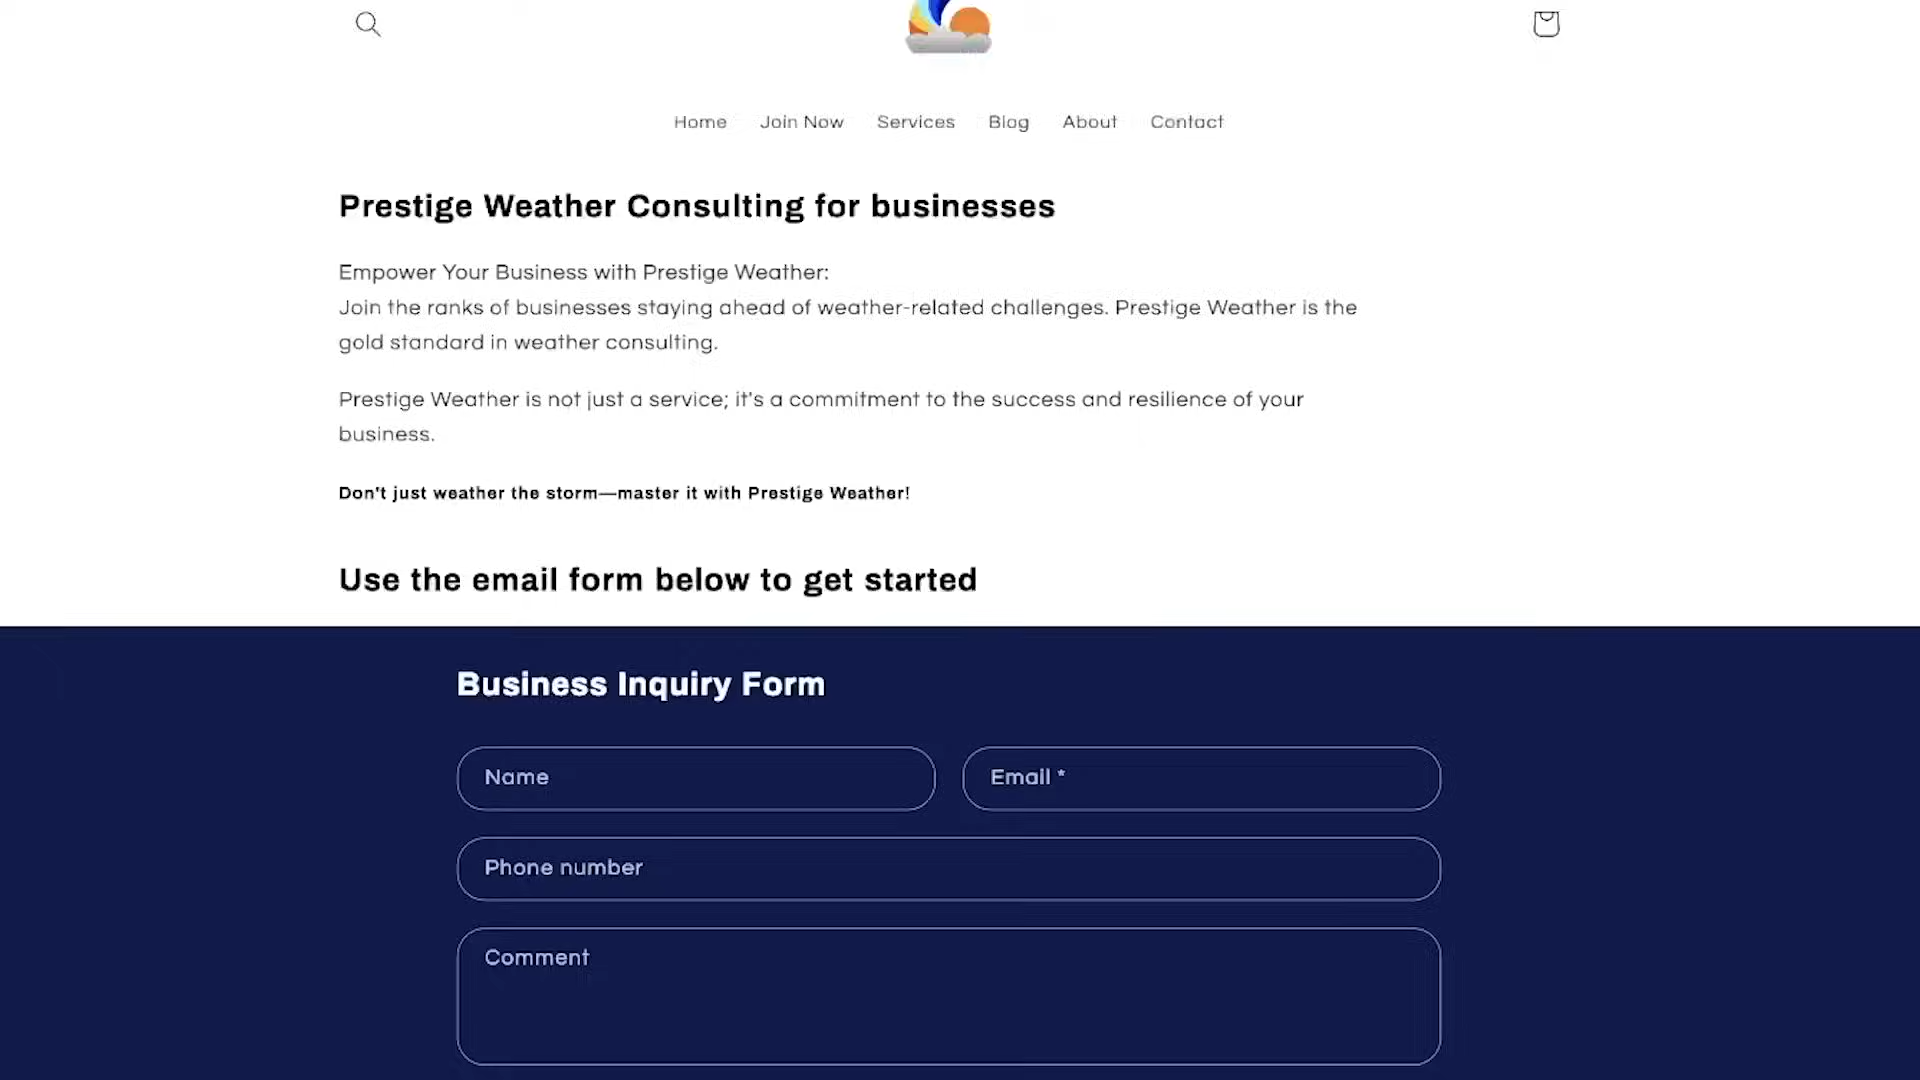 Home Join Now Services Blog About Contact
Prestige Weather Consulting for businesses
Empower Your Business with Prestige Weather:
Join the ranks of businesses staying ahead of weather-related challenges. Prestige Weather is the
gold standard in weather consulting.
Prestige Weather is not just a service; it's a commitment to the success and resilience of your
business.
Don't just weather the storm—master it with Prestige Weather!
Use the email form below to get started
Business Inquiry Form
Name
Email *
Phone number
Comment